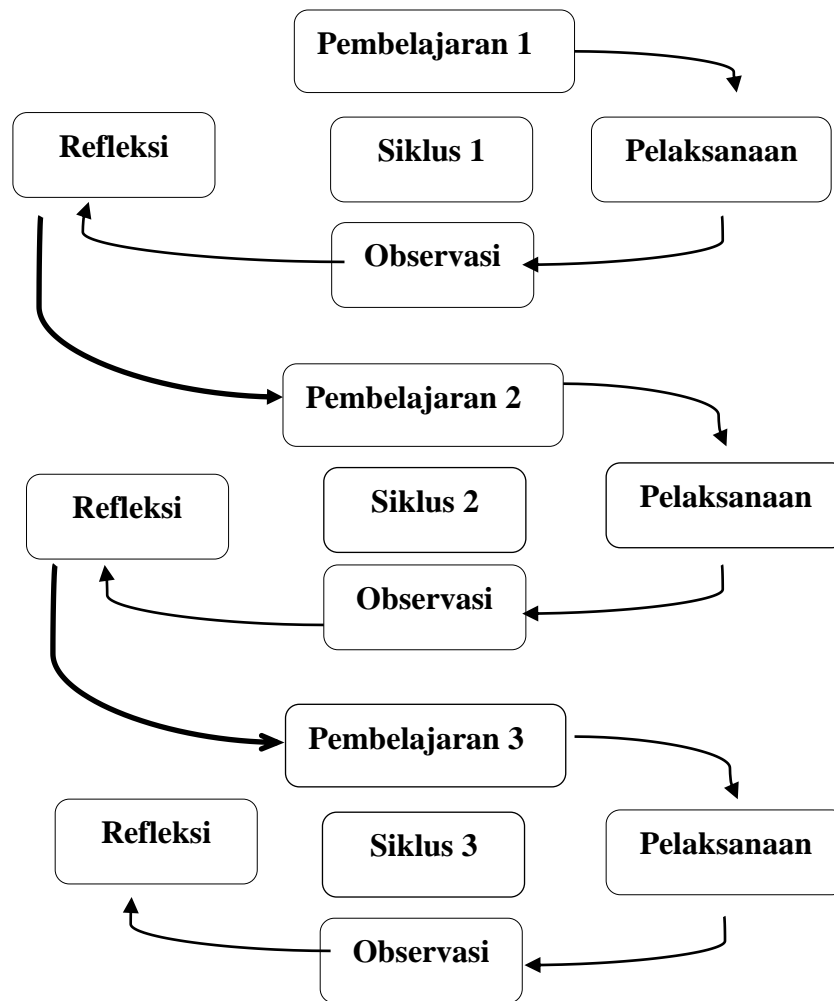 Pembelajaran 1
Refleksi
Siklus 1
Pelaksanaan
Observasi
Pembelajaran 2
Refleksi
Siklus 2
Pelaksanaan
Observasi
Pembelajaran 3
Refleksi
Siklus 3
Pelaksanaan
Observasi